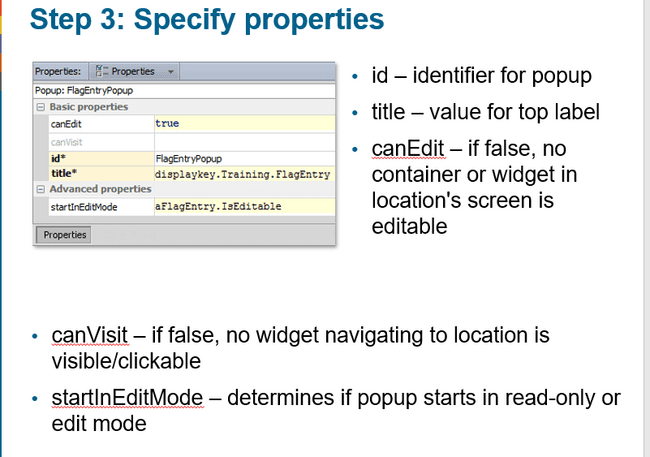 Step 3: Specify properties
Properties: Properties
Popup: FlagEntryPopup
Basic properties
canEdit true
canVisit
id* FlagEntryPopup
title* displaykey.Training.FlagEntry
Advanced properties
startInEditMode aFlagEntry.IsEditable
Properties
• id – identifier for popup
• title – value for top label
• canEdit – if false, no
container or widget in
location's screen is
editable
• canVisit – if false, no widget navigating to location is
visible/clickable
• startInEditMode – determines if popup starts in read-only or
edit mode